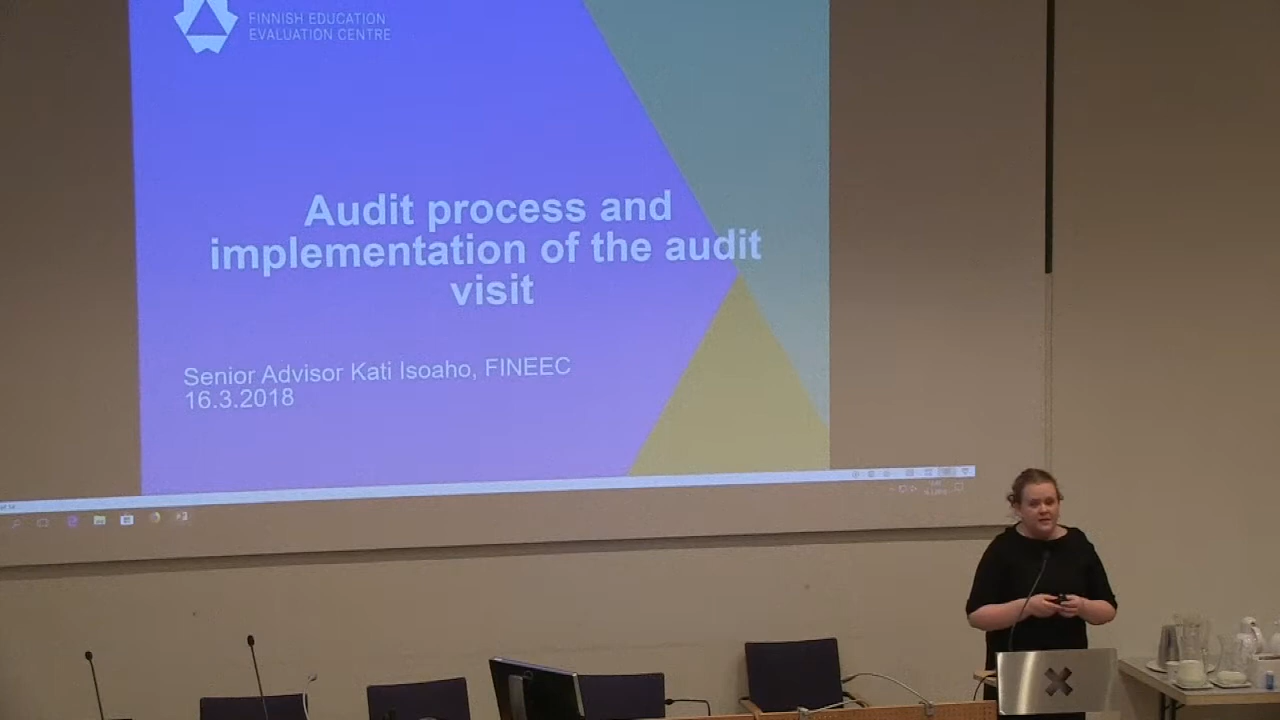 FINNISH EDUCATION
EVALUATION CENTRE
Audit process and
implementation of the audit
visit
Senior Advisor Kati Isoaho, FINEEC
16.3.2018